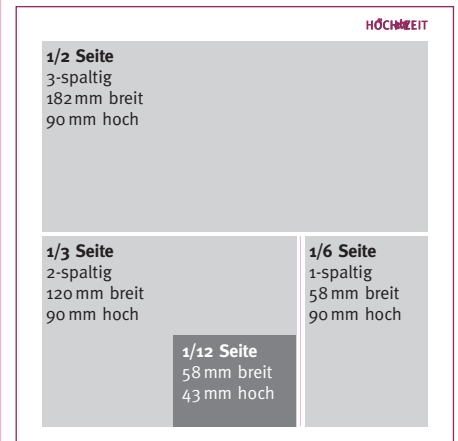 HOCHZEIT
1/2 Seite
3-spaltig
182 mm breit
90 mm hoch
1/3 Seite
2-spaltig
120 mm breit
90 mm hoch
1/12 Seite
58 mm breit
43 mm hoch
1/6 Seite
1-spaltig
58 mm breit
90 mm hoch